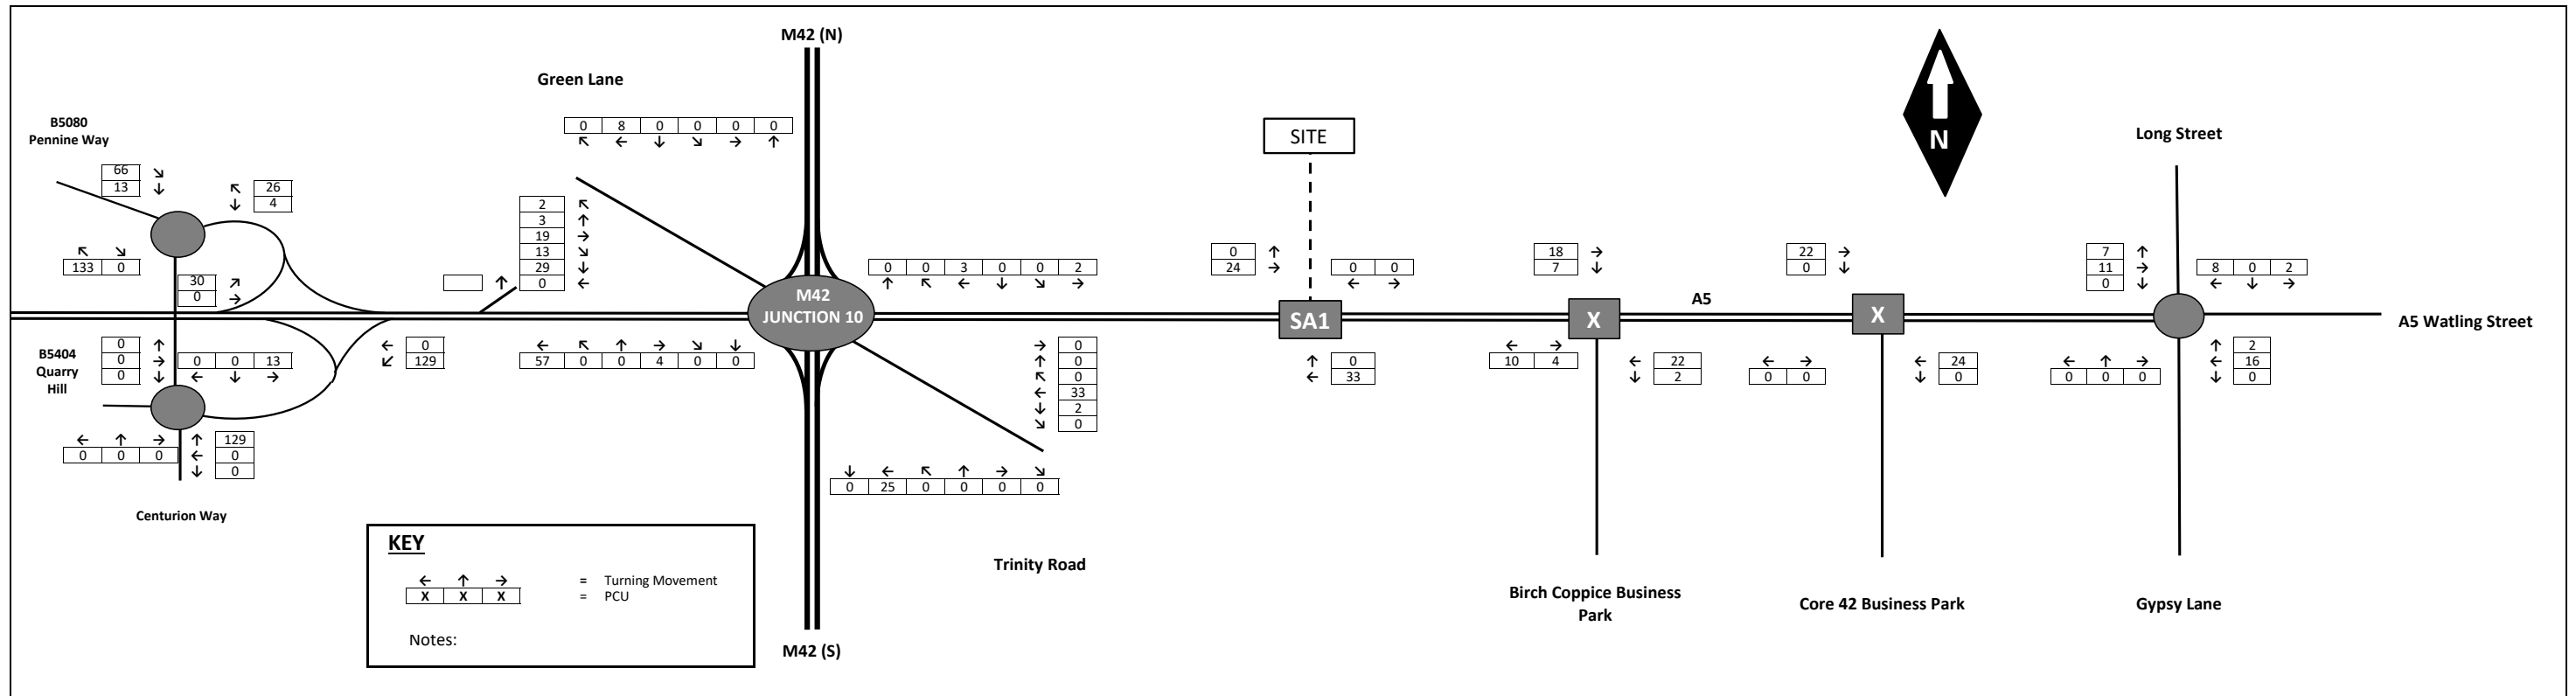 M42 (N)
Green Lane
B5080
Pennine Way
0 8 0 0 0 0
↖ ← ↓ ↘ → ↑
66 ↘
13 ↓
↖ 26
↓ 4
↖ ↘
133 0
30 ↗
0 →
↑
2 ↖
3 ↑
19 →
13 ↘
29 ↓
0 ←
M42
JUNCTION 10
0 0 3 0 0 2
↑ ↖ ← ↓ ↘ →
SITE
0 ↑
24 →
0 0
← →
SA1
↑ 0
← 33
18 →
7 ↓
X
A5
← →
10 4
← 22
↓ 2
22 →
0 ↓
X
← →
0 0
← 24
↓ 0
N
Long Street
7 ↑
11 →
0 ↓
8 0 2
← ↓ →
A5 Watling Street
← ↑ →
0 0 0
↑ 2
← 16
↓ 0
B5404
Quarry
Hill
0 ↑
0 →
0 ↓
0 0 13
← ↓ →
← 0
↙ 129
← ↖ ↑ → ↘ ↓
57 0 0 4 0 0
→ 0
↑ 0
↖ 0
← 33
↓ 2
↘ 0
← ↑ →
0 0 0
↑ 129
← 0
↓ 0
↓ ← ↖ ↑ → ↘
0 25 0 0 0 0
Centurion Way
KEY
← ↑ → = Turning Movement
X X X = PCU
Notes:
Trinity Road
M42 (S)
Birch Coppice Business
Park
Core 42 Business Park
Gypsy Lane